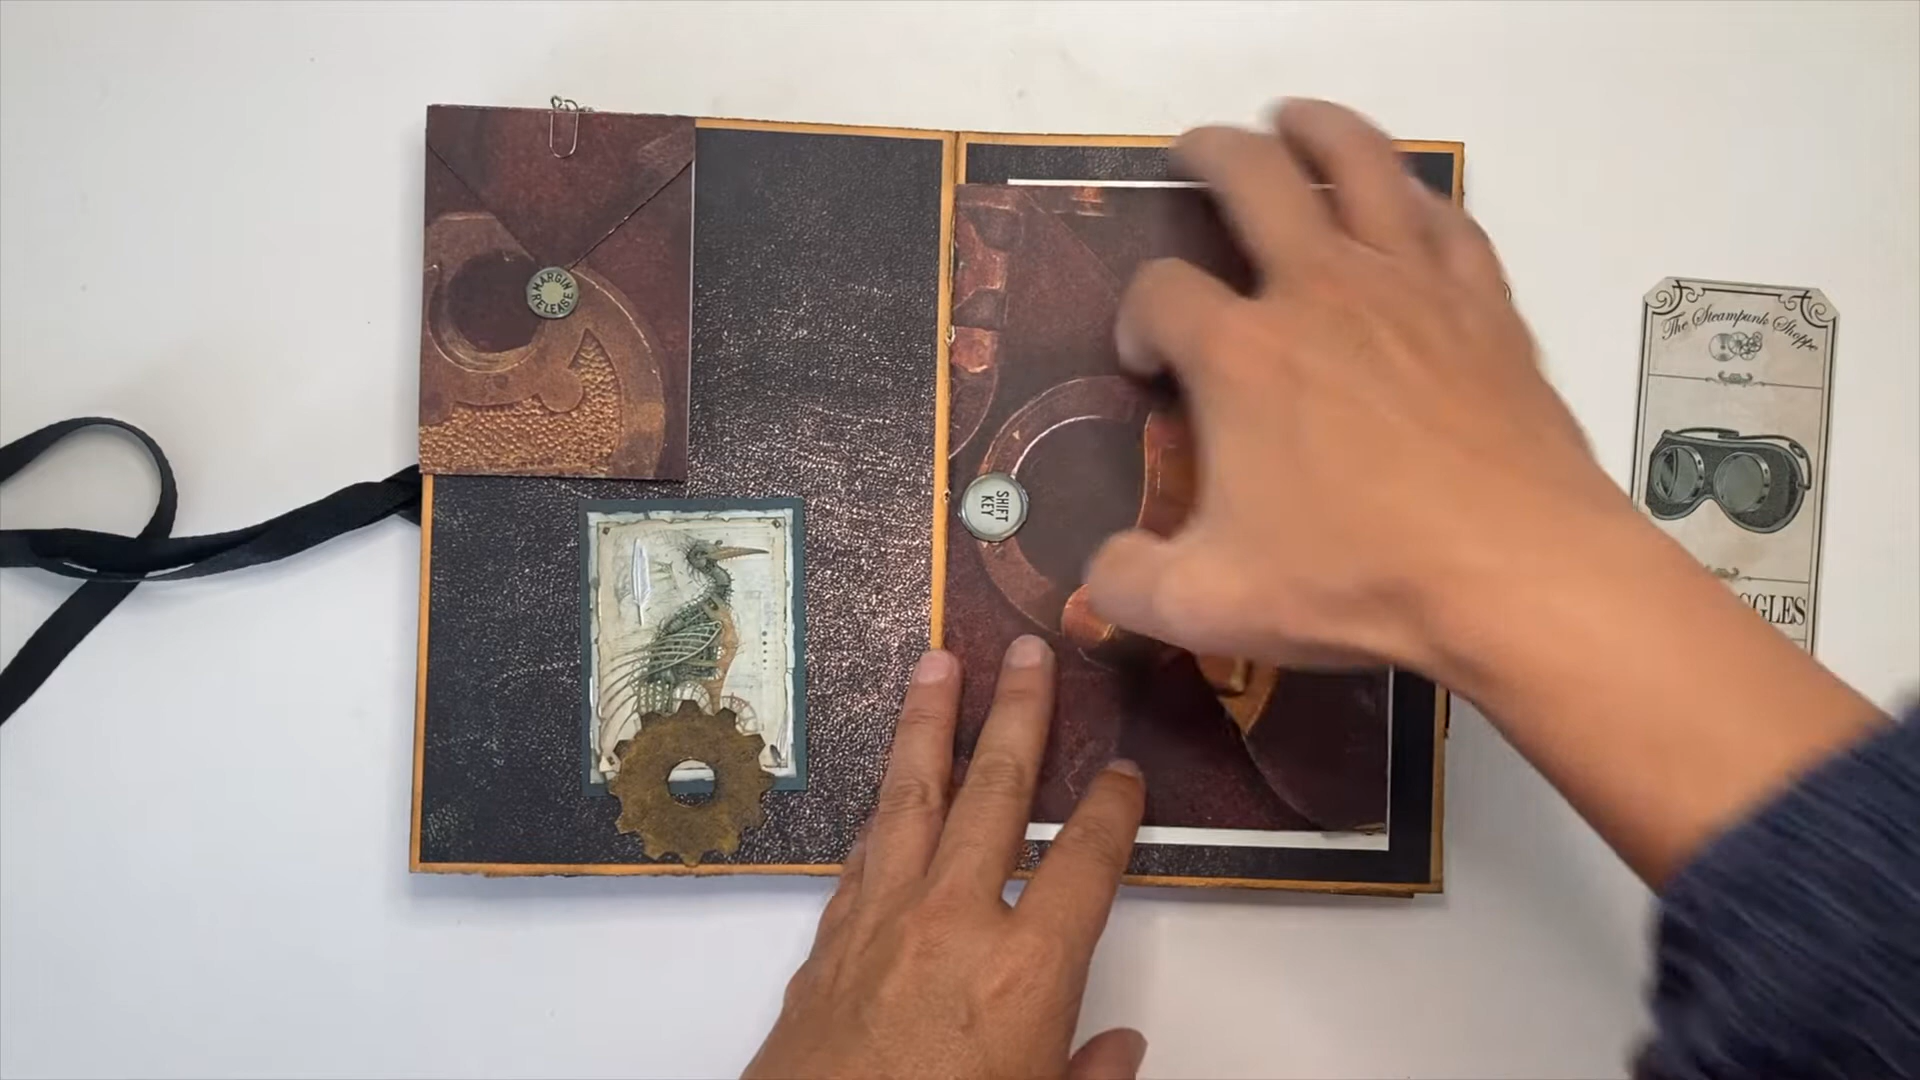 MARGIN
RELEASE
SHIFT
KEY
The Steampunk Shoppe
GGLES